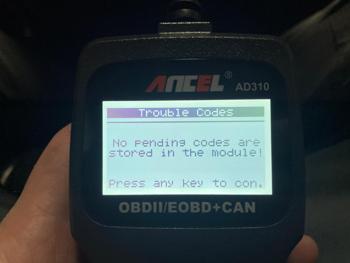 ANCEL®
AD310
Trouble Codes
No pending codes are
stored in the module!
Press any key to con.
OBDII/EOBD+CAN